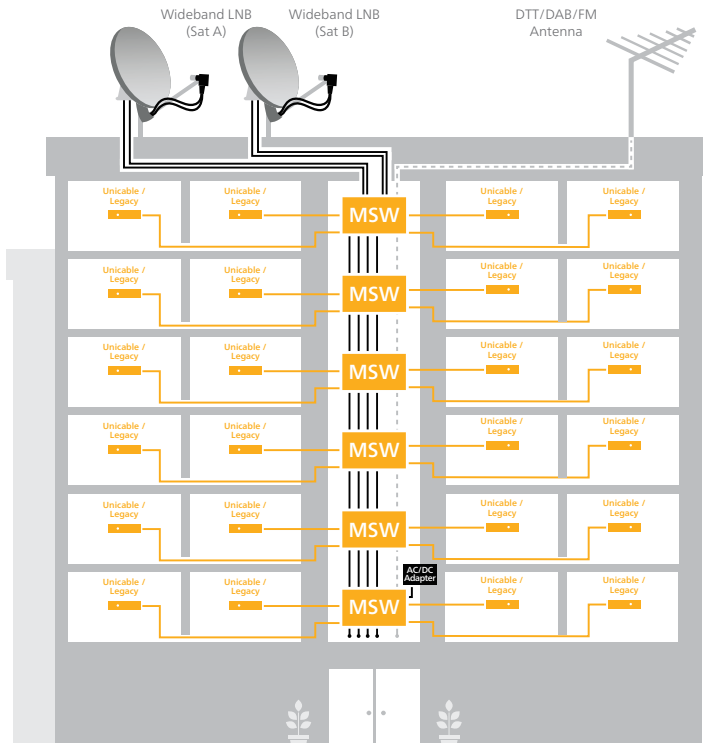 Wideband LNB
(Sat A)
Wideband LNB
(Sat B)
DTT/DAB/FM
Antenna
Unicable /
Legacy
Unicable /
Legacy
MSW
Unicable /
Legacy
Unicable /
Legacy
Unicable /
Legacy
Unicable /
Legacy
MSW
Unicable /
Legacy
Unicable /
Legacy
Unicable /
Legacy
Unicable /
Legacy
MSW
Unicable /
Legacy
Unicable /
Legacy
Unicable /
Legacy
Unicable /
Legacy
MSW
Unicable /
Legacy
Unicable /
Legacy
Unicable /
Legacy
Unicable /
Legacy
MSW
Unicable /
Legacy
Unicable /
Legacy
AC/DC
Adapter
Unicable /
Legacy
Unicable /
Legacy
MSW
Unicable /
Legacy
Unicable /
Legacy